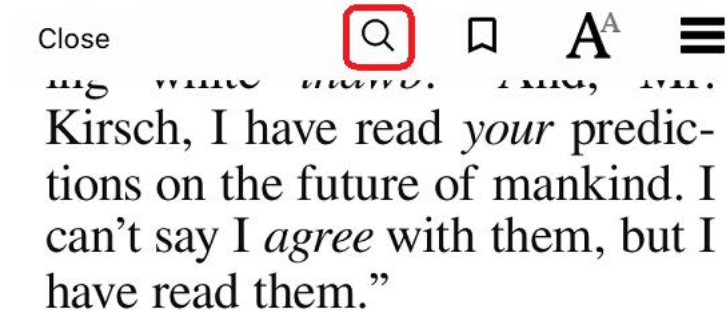 Close
A A
Kirsch, I have read your predic-
tions on the future of mankind. I
can’t say I agree with them, but I
have read them.”